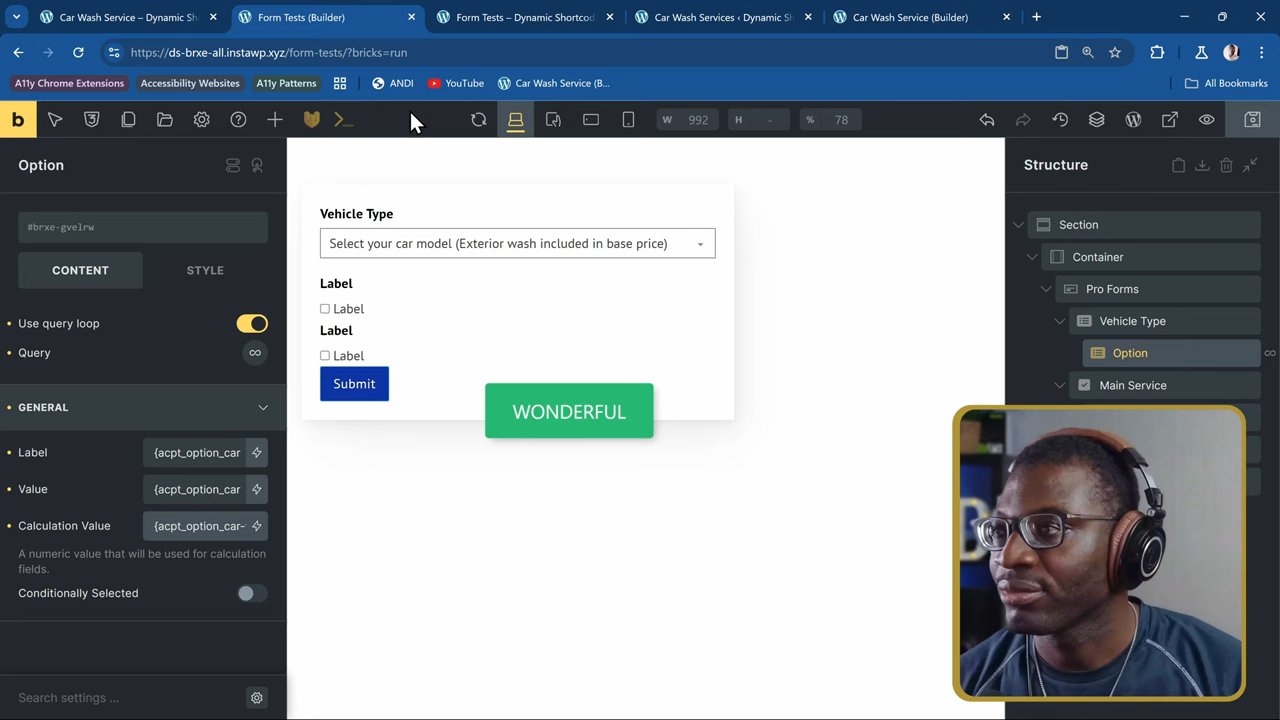 Car Wash Service – Dynamic Sh
Form Tests (Builder)
Form Tests – Dynamic Shortcod
Car Wash Services ‹ Dynamic Sh
Car Wash Service (Builder)
https://ds-brxe-all.instawp.xyz/form-tests/?bricks=run
A11y Chrome Extensions
Accessibility Websites
A11y Patterns
ANDI
YouTube
Car Wash Service (B...
All Bookmarks
b
W 992
H -
% 78
Option
#brxe-gvelrw
CONTENT
STYLE
Use query loop
Query
GENERAL
Label
{acpt_option_car
Value
{acpt_option_car
Calculation Value
{acpt_option_car-
A numeric value that will be used for calculation
fields.
Conditionally Selected
Search settings ...
Vehicle Type
Select your car model (Exterior wash included in base price)
Label
Label
Label
Label
Submit
WONDERFUL
Structure
Section
Container
Pro Forms
Vehicle Type
Option
Main Service